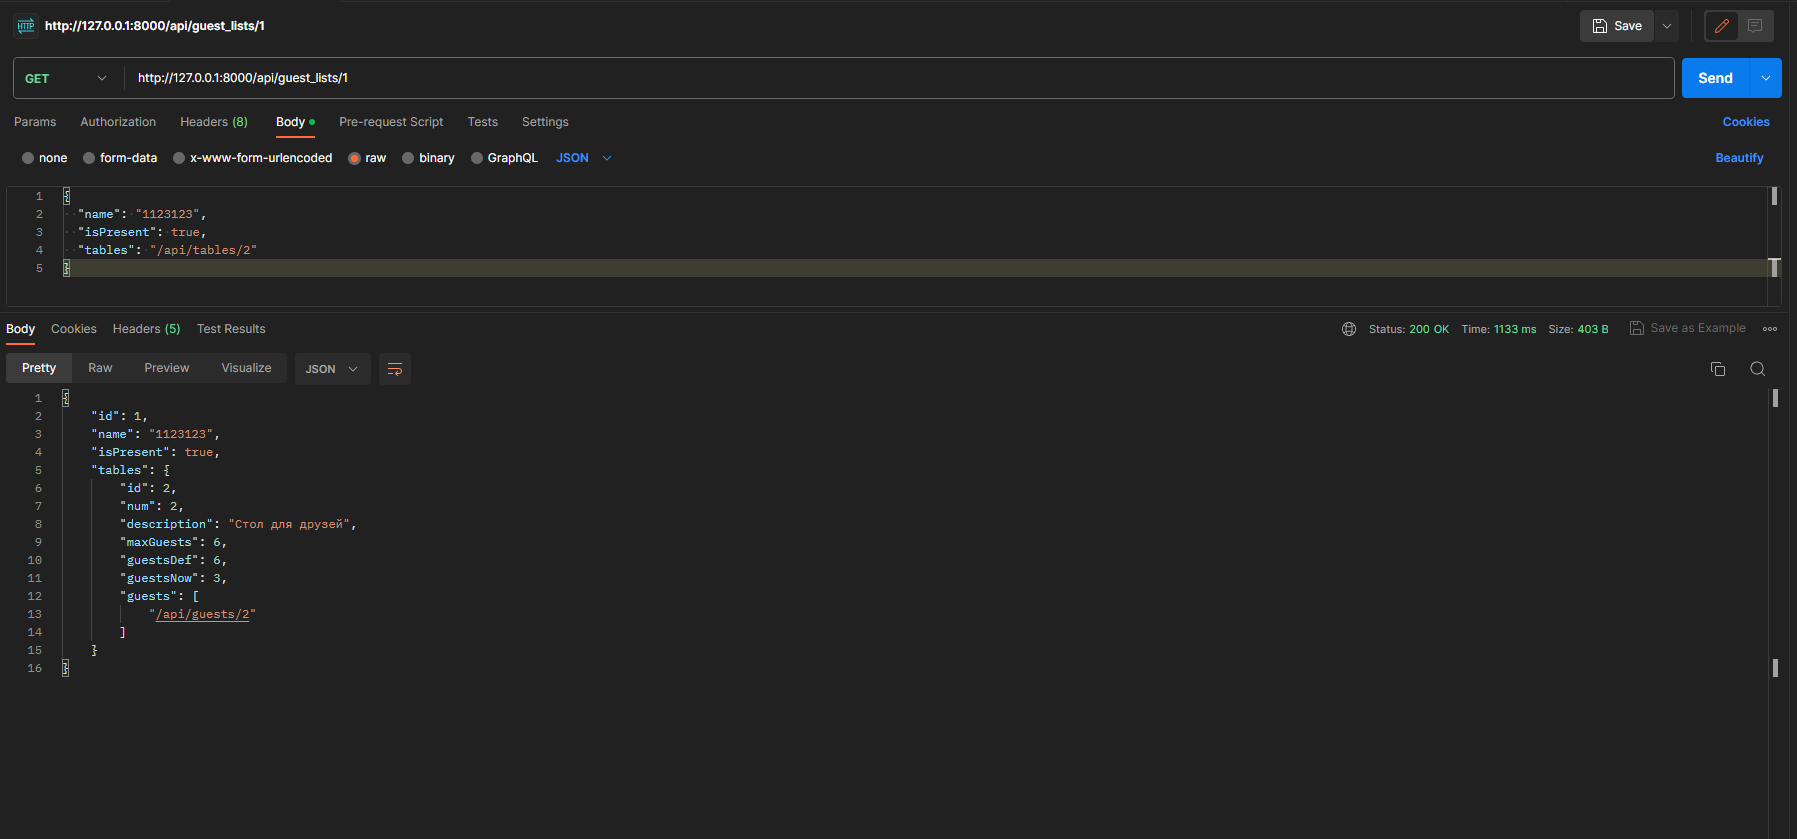 HTTP http://127.0.0.1:8000/api/guest_lists/1 Save
GET http://127.0.0.1:8000/api/guest_lists/1 Send
Params Authorization Headers (8) Body Pre-request Script Tests Settings Cookies
none form-data x-www-form-urlencoded raw binary GraphQL JSON Beautify
1 {
2 "name": "1123123",
3 "isPresent": true,
4 "tables": "/api/tables/2"
5 }
Body Cookies Headers (5) Test Results Status: 200 OK Time: 1133 ms Size: 403 B Save as Example
Pretty Raw Preview Visualize JSON
1 {
2 "id": 1,
3 "name": "1123123",
4 "isPresent": true,
5 "tables": {
6 "id": 2,
7 "num": 2,
8 "description": "Стол для друзей",
9 "maxGuests": 6,
10 "guestsDef": 6,
11 "guestsNow": 3,
12 "guests": [
13 "/api/guests/2"
14 ]
15 }
16 }